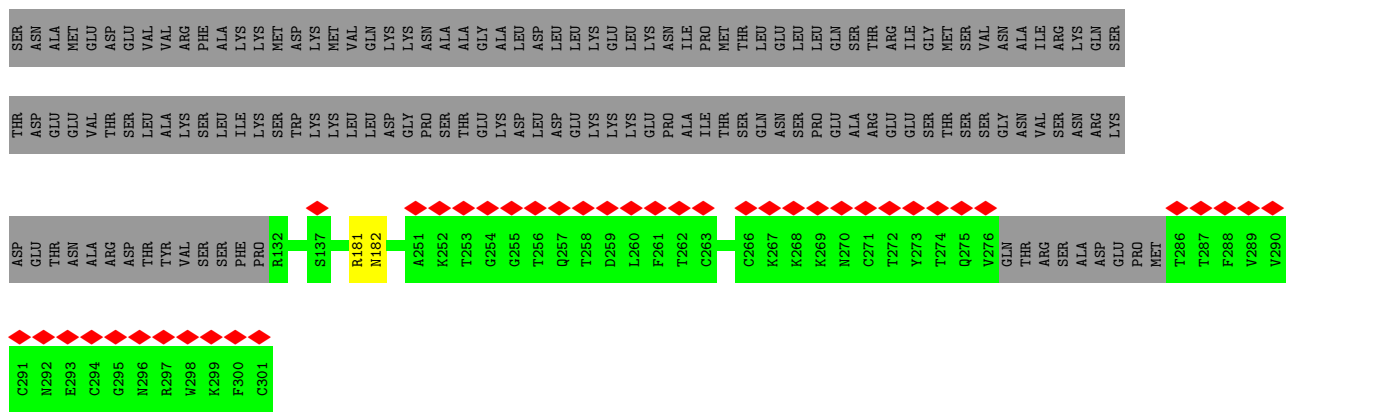 SER ASN ALA MET GLU ASP GLU VAL VAL ARG PHE ALA LYS LYS MET ASP LYS MET VAL GLN LYS LYS ASN ALA ALA GLY ALA LEU ASP LEU LEU LYS GLU LEU LYS ASN ILE PRO MET THR LEU GLU LEU LEU GLN SER THR ARG ILE GLY MET SER VAL ASN ALA ILE ARG LYS GLN SER
THR ASP GLU GLU VAL THR SER LEU ALA LYS SER LEU ILE LYS SER TRP LYS LYS LEU LEU ASP GLY PRO SER THR GLU LYS ASP LEU ASP GLU LYS LYS LYS GLU PRO ALA ILE THR SER GLN ASN SER PRO GLU ALA ARG GLU GLU SER THR SER SER GLY ASN VAL SER ASN ARG LYS
ASP GLU THR ASN ALA ARG ASP THR TYR VAL SER SER PHE PRO R132 S137 R181 N182 A251 K252 T253 G254 G255 T256 Q257 T258 D259 L260 F261 T262 C263 C266 K267 K268 K269 N270 C271 T272 Y273 T274 Q275 V276 GLN THR ARG SER ALA ASP GLU PRO MET T286 T287 F288 V289 V290
C291 N292 E293 C294 G295 N296 R297 W298 K299 F300 C301